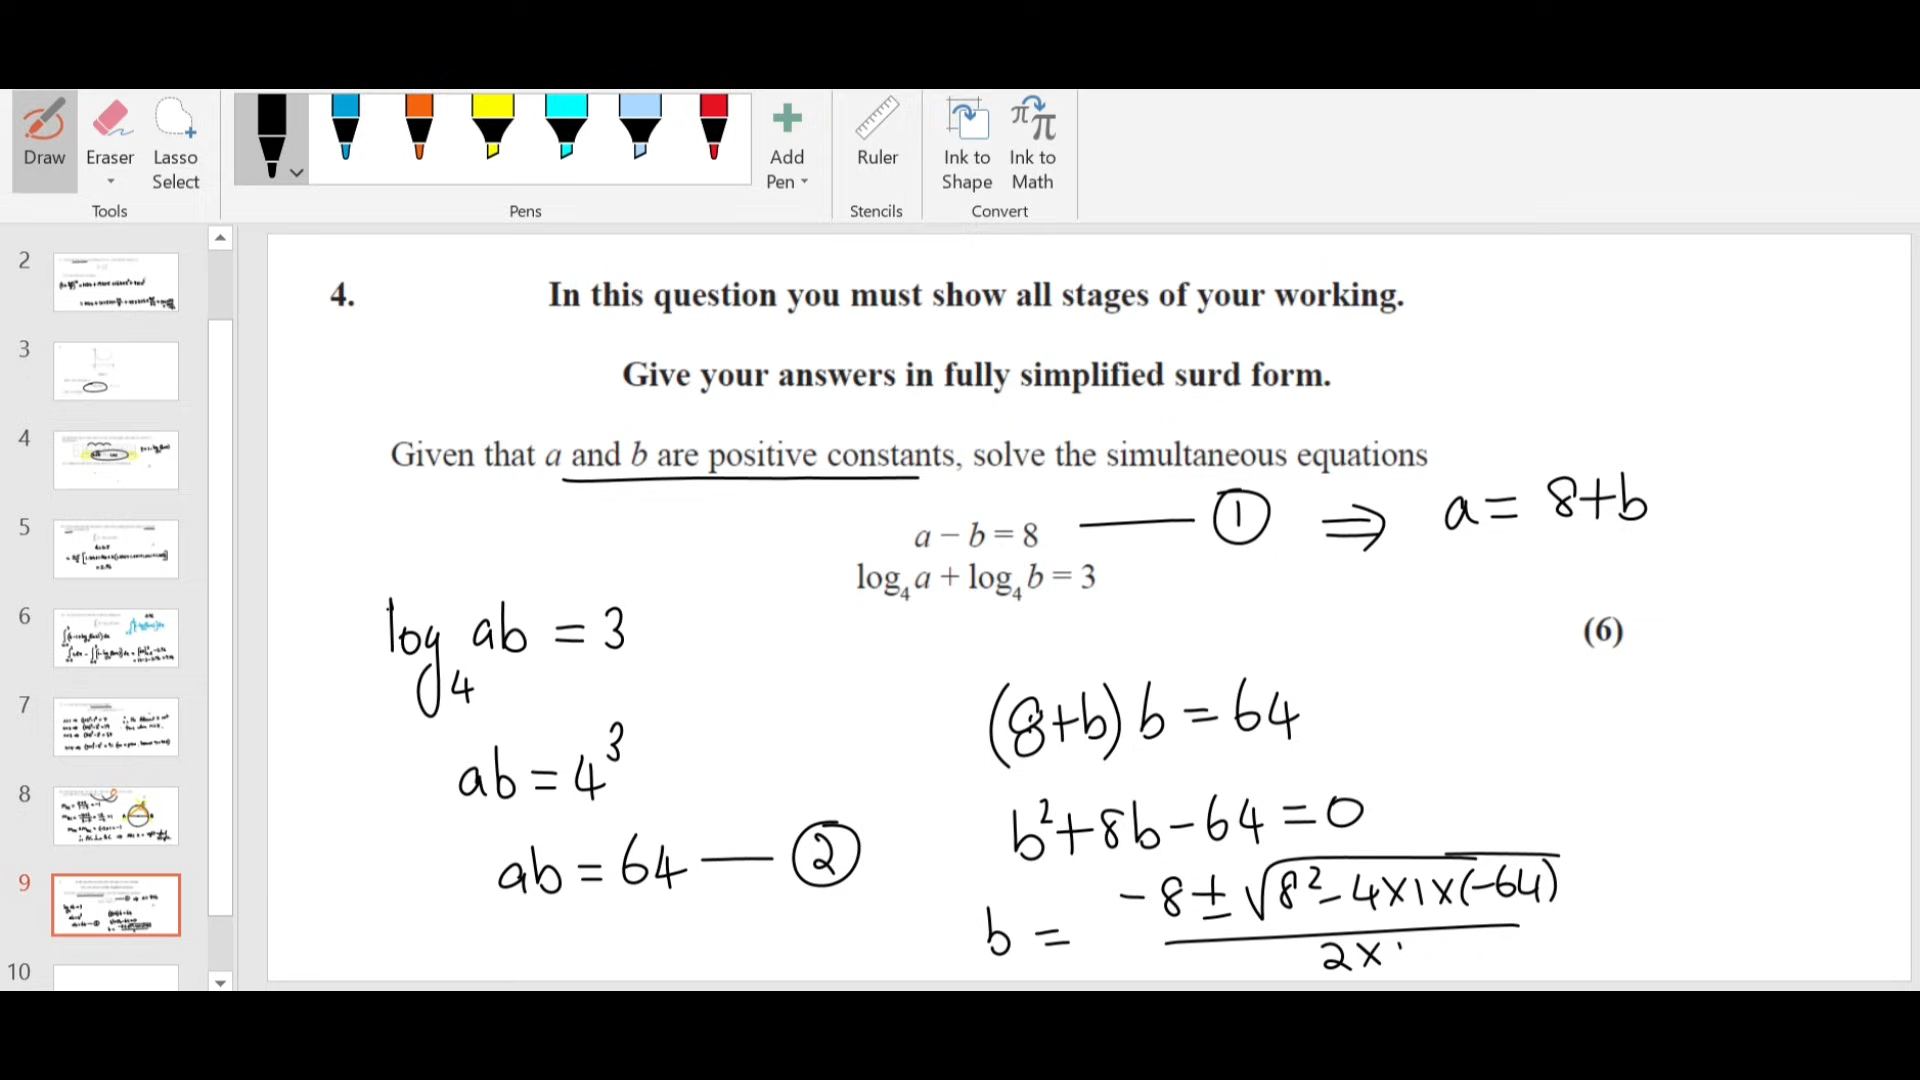 Draw
Eraser
Lasso Select
Tools
Pens
Add Pen
Ruler
Stencils
Ink to Shape
Ink to Math
Convert
2
3
4
5
6
7
8
9
10
4. In this question you must show all stages of your working.
Give your answers in fully simplified surd form.
Given that a and b are positive constants, solve the simultaneous equations
a − b = 8 —— ① ⇒ a = 8+b
log₄ a + log₄ b = 3
(6)
log₄ ab = 3
ab = 4³
ab = 64 —— ②
(8+b) b = 64
b²+8b−64 = 0
b = (−8 ± √(8²−4×1×(−64))) / 2×